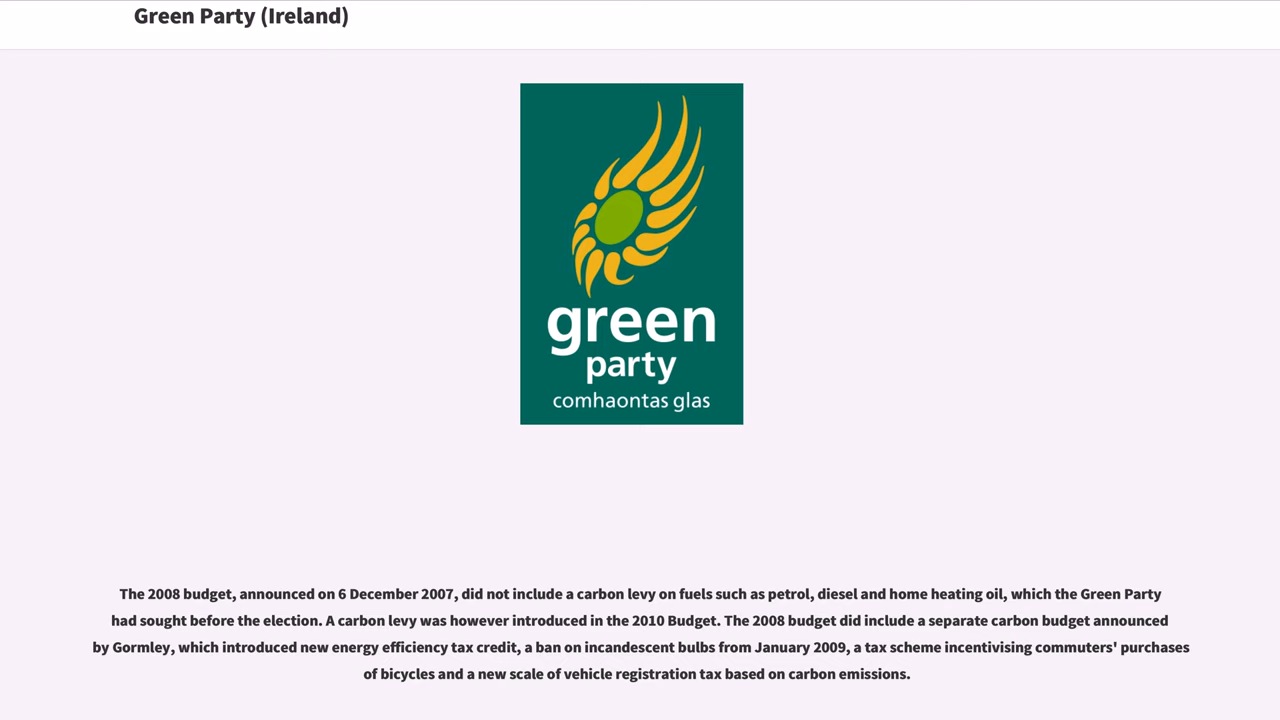 Green Party (Ireland)
green
party
comhaontas glas
The 2008 budget, announced on 6 December 2007, did not include a carbon levy on fuels such as petrol, diesel and home heating oil, which the Green Party
had sought before the election. A carbon levy was however introduced in the 2010 Budget. The 2008 budget did include a separate carbon budget announced
by Gormley, which introduced new energy efficiency tax credit, a ban on incandescent bulbs from January 2009, a tax scheme incentivising commuters' purchases
of bicycles and a new scale of vehicle registration tax based on carbon emissions.